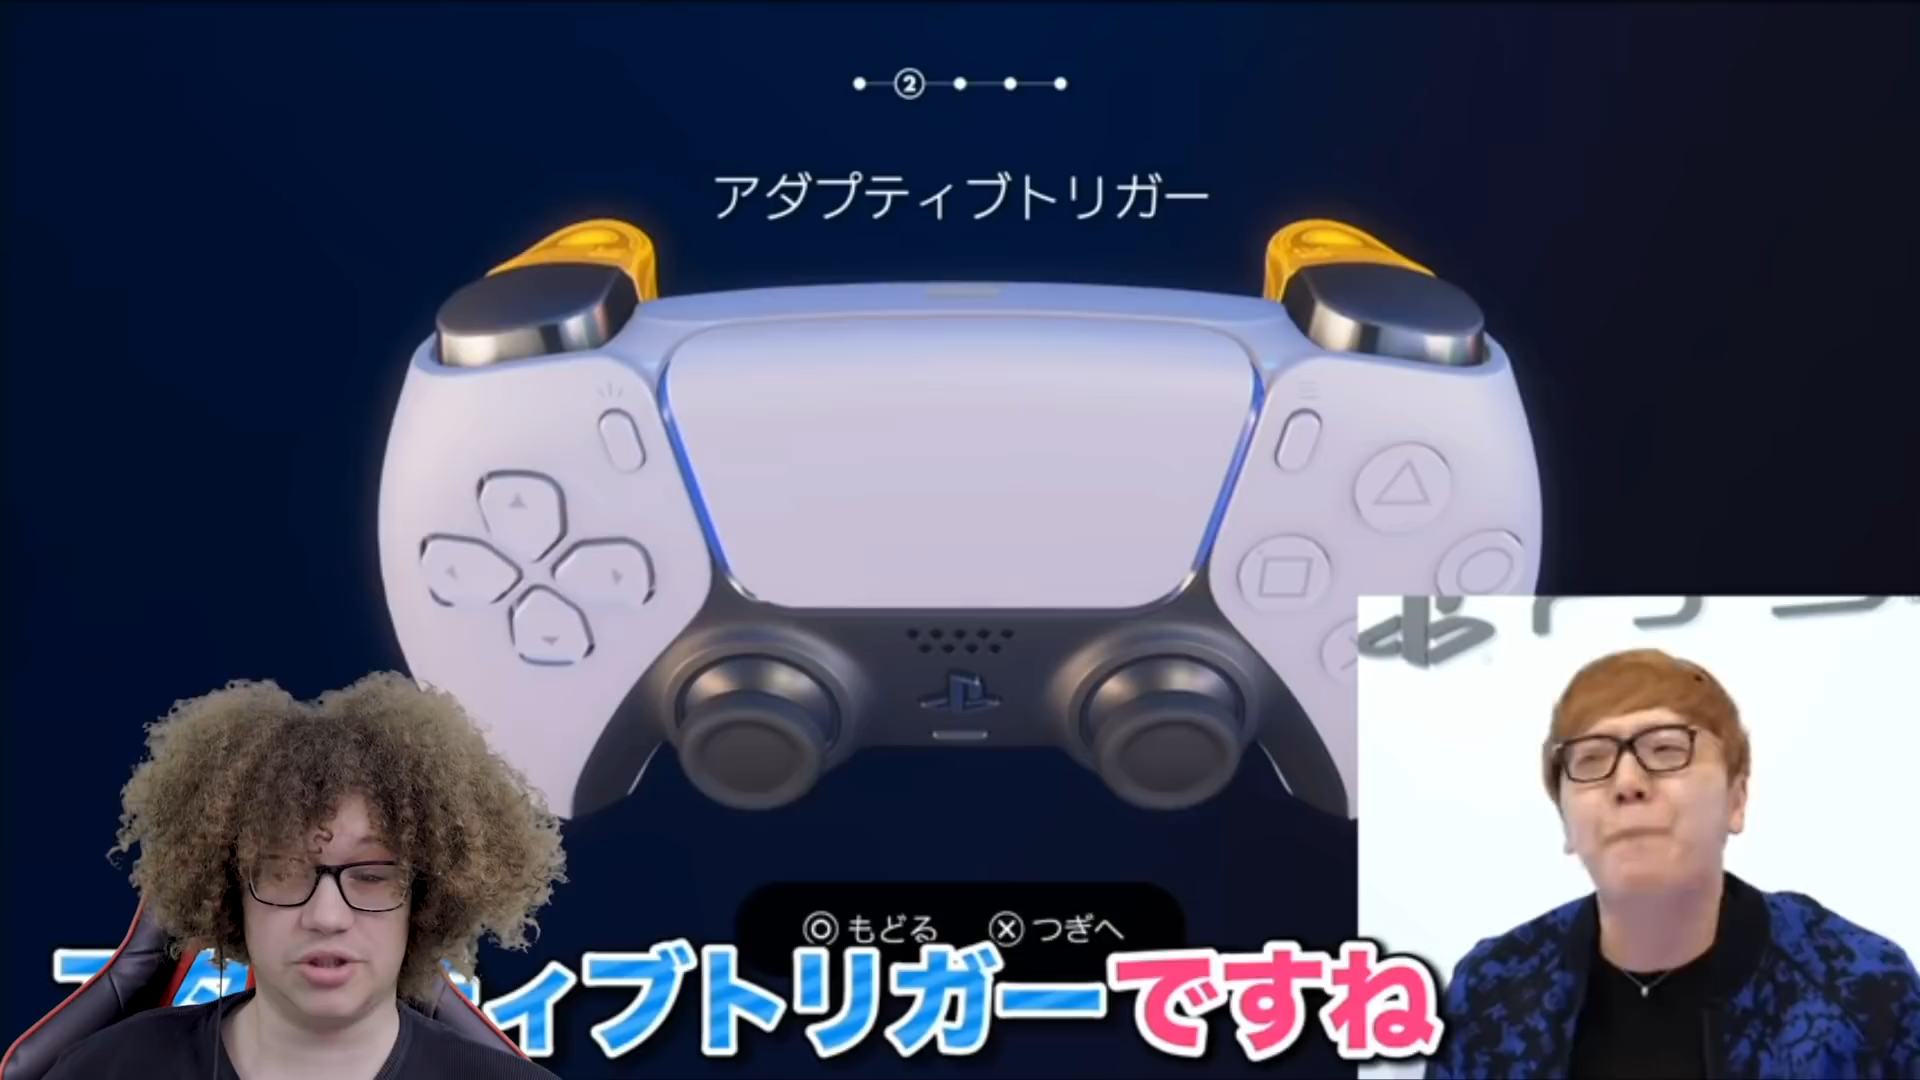 2
アダプティブトリガー
もどる つぎへ
ィブトリガーですね